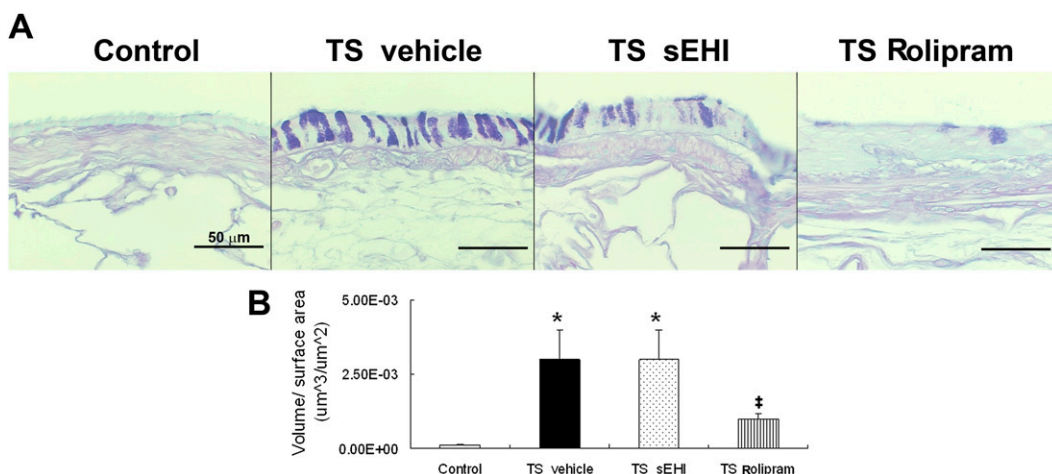 A
Control TS vehicle TS sEHI TS Rolipram
50 μm
B
Volume/ surface area
(um^3/um^2)
5.00E-03
2.50E-03
0.00E+00
* * ‡
Control TS vehicle TS sEHI TS Rolipram